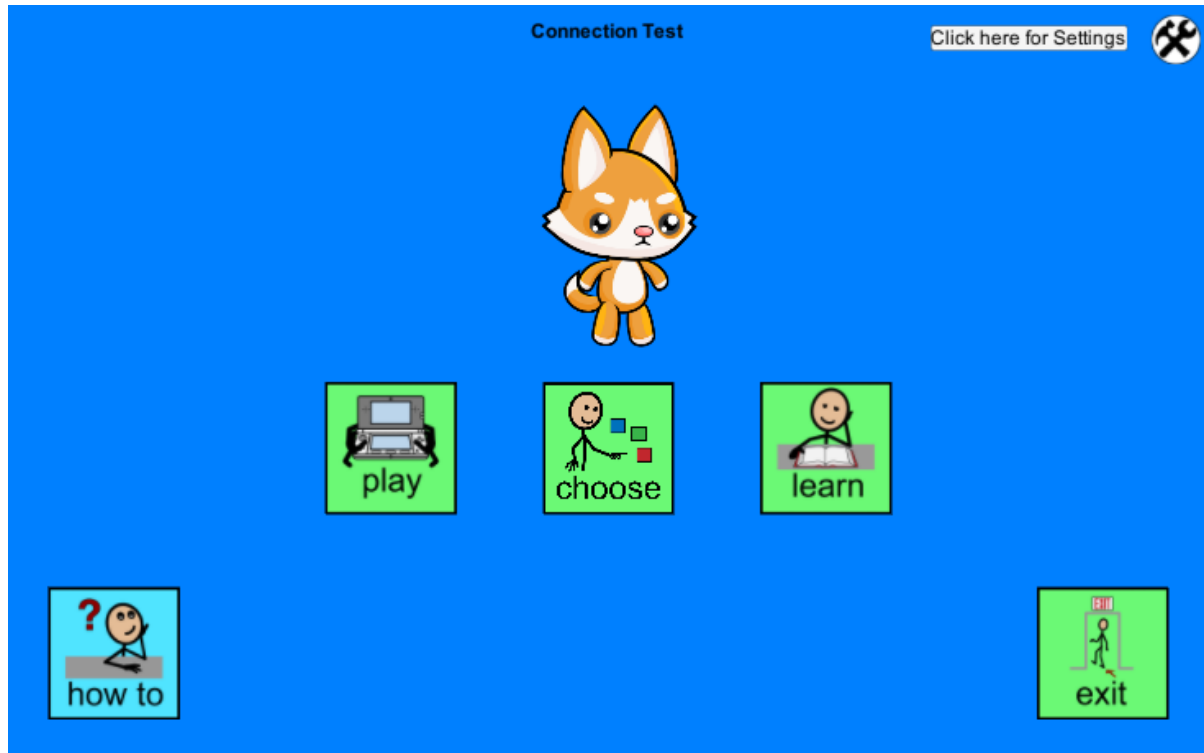 Connection Test
Click here for Settings
play
choose
learn
?
how to
EXIT
exit